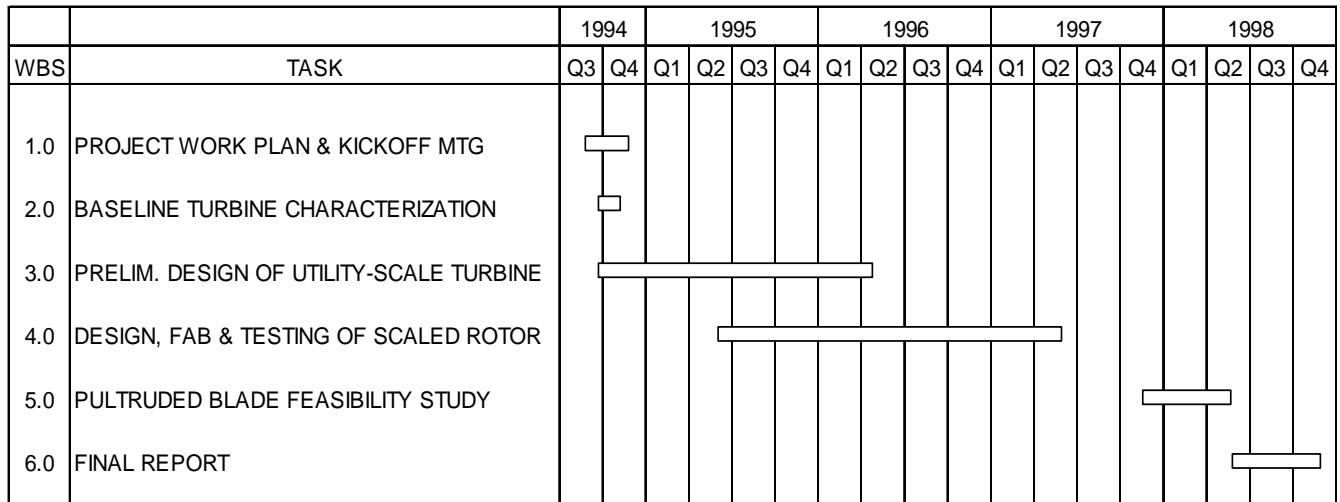 1994 1995 1996 1997 1998
WBS TASK Q3 Q4 Q1 Q2 Q3 Q4 Q1 Q2 Q3 Q4 Q1 Q2 Q3 Q4 Q1 Q2 Q3 Q4
1.0 PROJECT WORK PLAN & KICKOFF MTG
2.0 BASELINE TURBINE CHARACTERIZATION
3.0 PRELIM. DESIGN OF UTILITY-SCALE TURBINE
4.0 DESIGN, FAB & TESTING OF SCALED ROTOR
5.0 PULTRUDED BLADE FEASIBILITY STUDY
6.0 FINAL REPORT